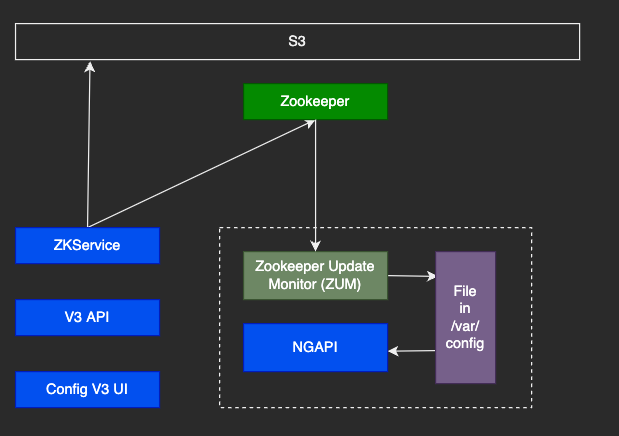 S3
Zookeeper
ZKService
Zookeeper Update
Monitor (ZUM)
File
in
/var/
config
V3 API
NGAPI
Config V3 UI